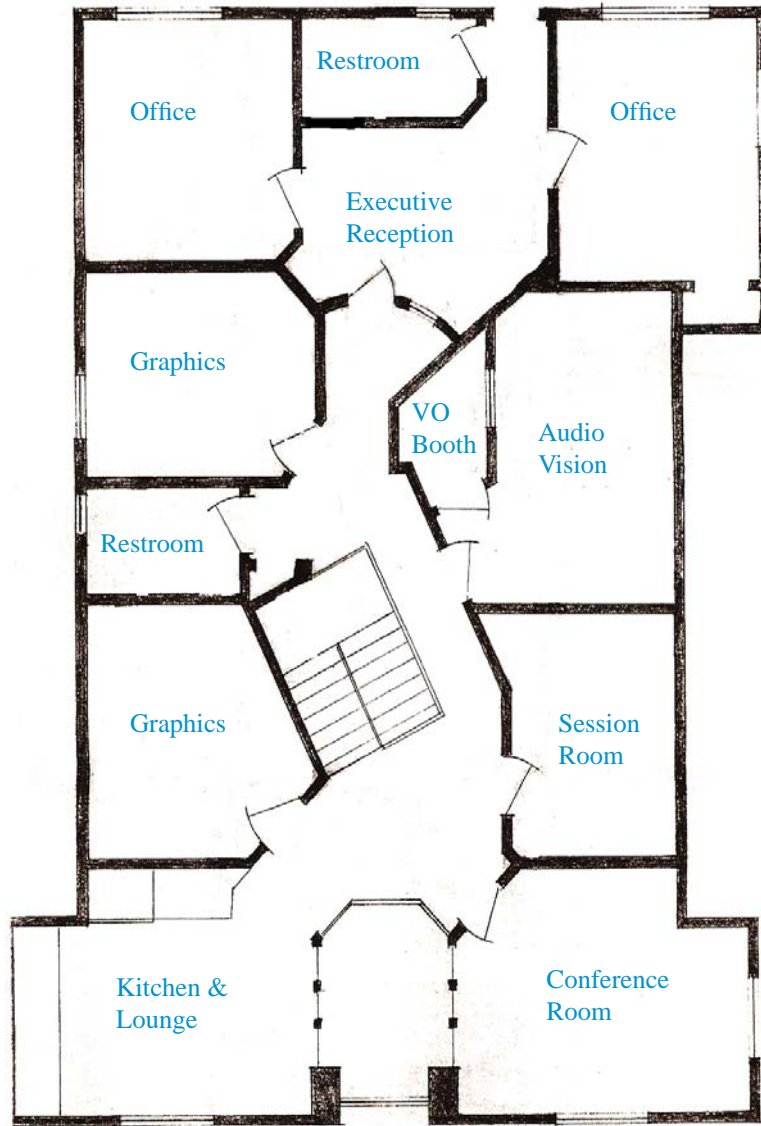 Restroom
Office
Office
Executive
Reception
Graphics
VO
Booth
Audio
Vision
Restroom
Graphics
Session
Room
Kitchen &
Lounge
Conference
Room